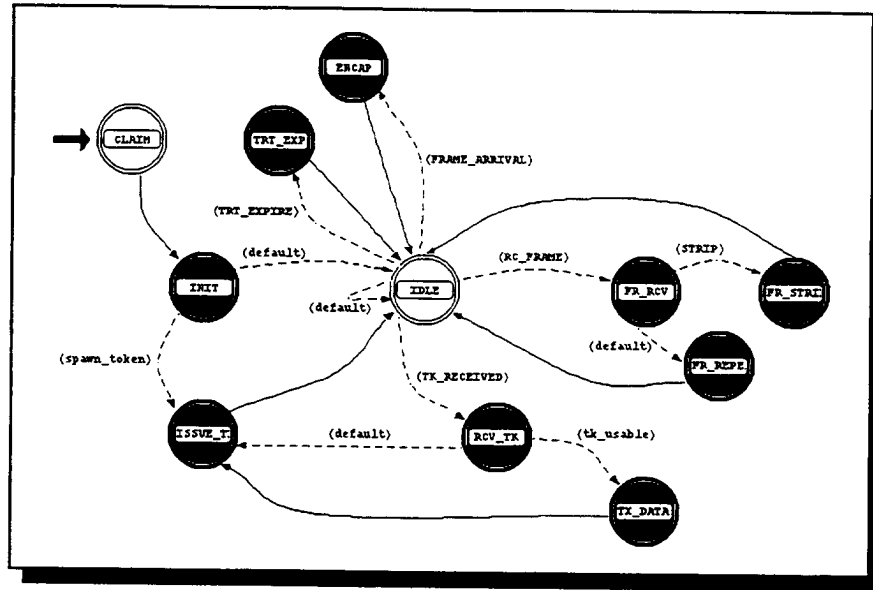 ENCAP
CLAIM
TRT_EXP
(FRAME_ARRIVAL)
(TRT_EXPIRE)
(default)
(RC_FRAME)
(STRIP)
INIT
IDLE
FR_RCV
FR_STRI
(default)
(default)
(spawn_token)
(TK_RECEIVED)
FR_REPE
ISSUE_T
(default)
RCV_TK
(tk_usable)
TX_DATA